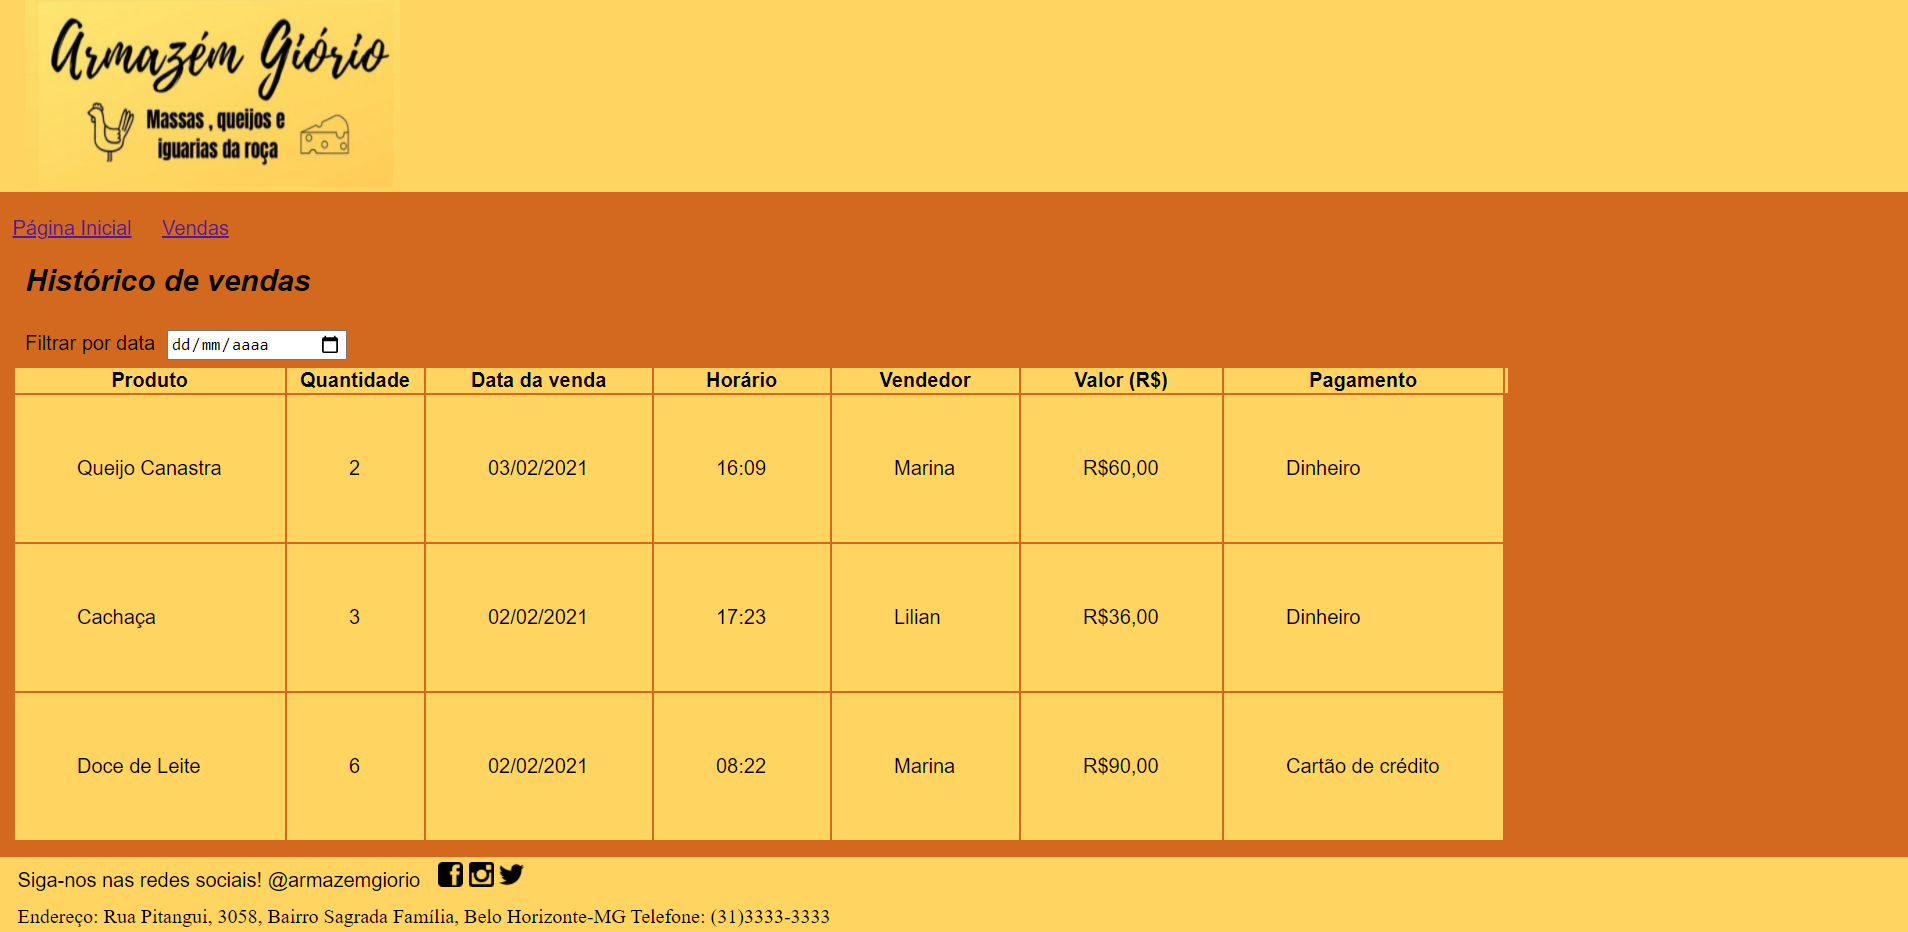 Armazém Giório
Massas , queijos e
iguarias da roça
Página Inicial Vendas
Histórico de vendas
Filtrar por data dd/mm/aaaa
Produto Quantidade Data da venda Horário Vendedor Valor (R$) Pagamento
Queijo Canastra 2 03/02/2021 16:09 Marina R$60,00 Dinheiro
Cachaça 3 02/02/2021 17:23 Lilian R$36,00 Dinheiro
Doce de Leite 6 02/02/2021 08:22 Marina R$90,00 Cartão de crédito
Siga-nos nas redes sociais! @armazemgiorio
Endereço: Rua Pitangui, 3058, Bairro Sagrada Família, Belo Horizonte-MG Telefone: (31)3333-3333